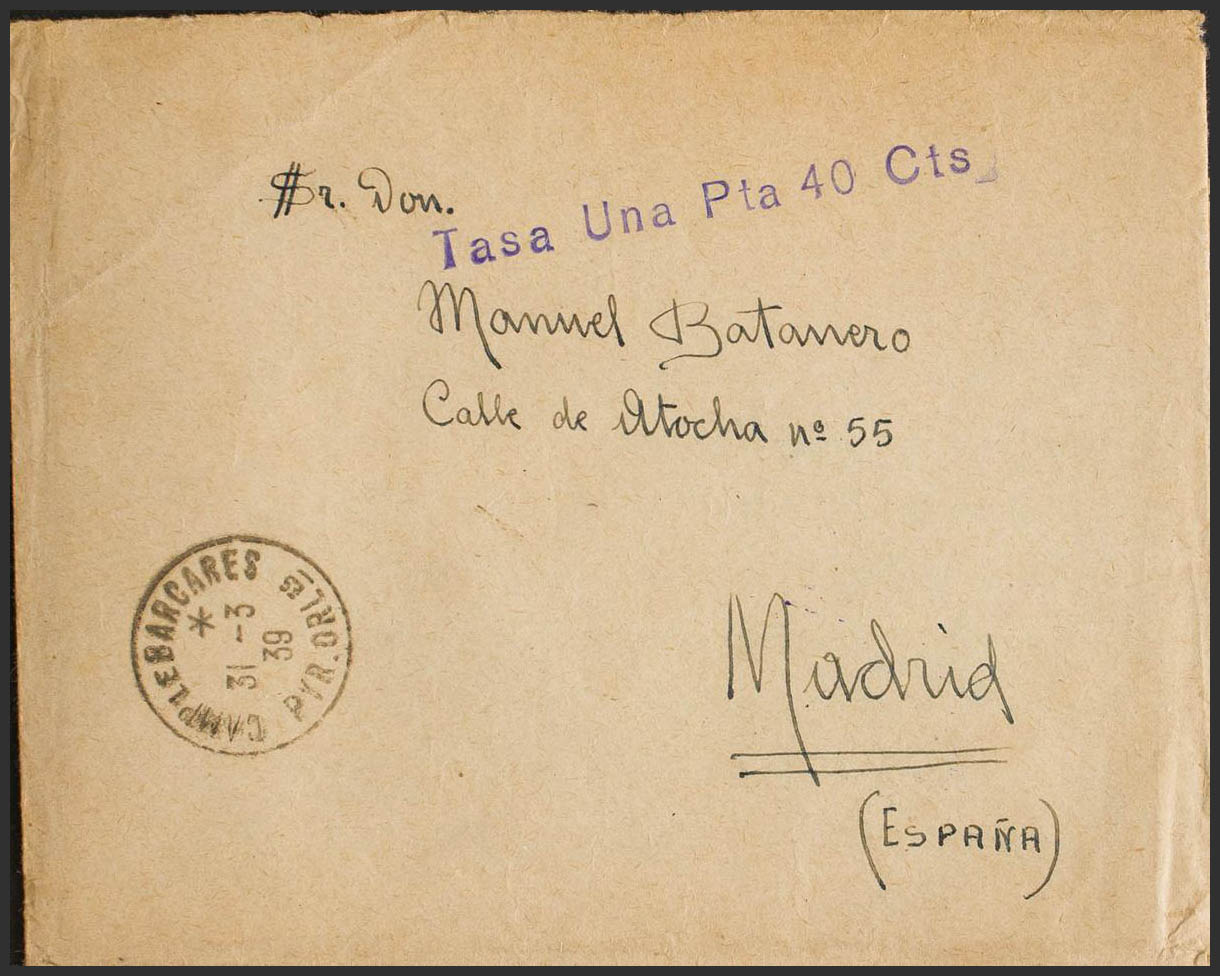 Sr. Don.
Tasa Una Pta 40 Cts
Manuel Batanero
Calle de Atocha nº 55
CAMP LE BARCARES PYR. ORLES
*
31-3
39
Madrid
(ESPAÑA)